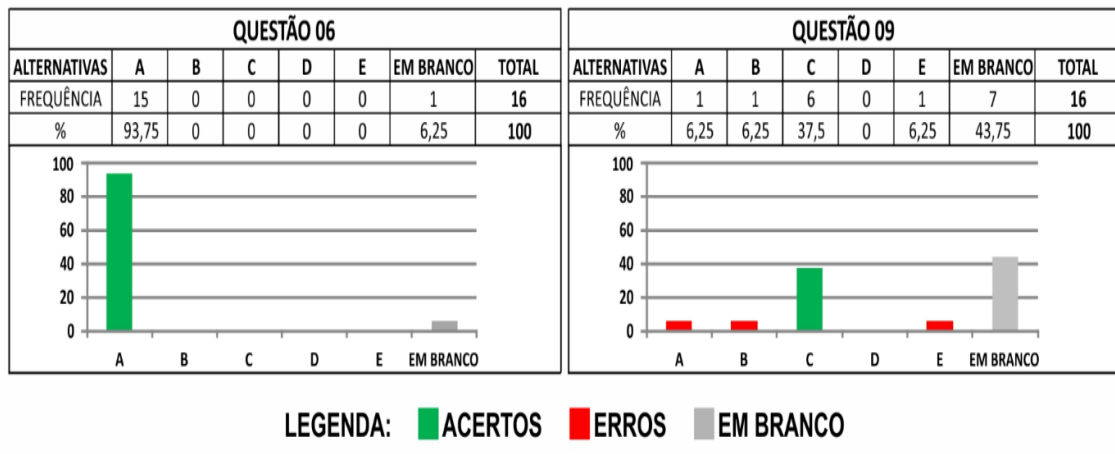 QUESTÃO 06
ALTERNATIVAS A B C D E EM BRANCO TOTAL
FREQUÊNCIA 15 0 0 0 0 1 16
% 93,75 0 0 0 0 6,25 100
100
80
60
40
20
0
A B C D E EM BRANCO
QUESTÃO 09
ALTERNATIVAS A B C D E EM BRANCO TOTAL
FREQUÊNCIA 1 1 6 0 1 7 16
% 6,25 6,25 37,5 0 6,25 43,75 100
100
80
60
40
20
0
A B C D E EM BRANCO
LEGENDA: ACERTOS ERROS EM BRANCO